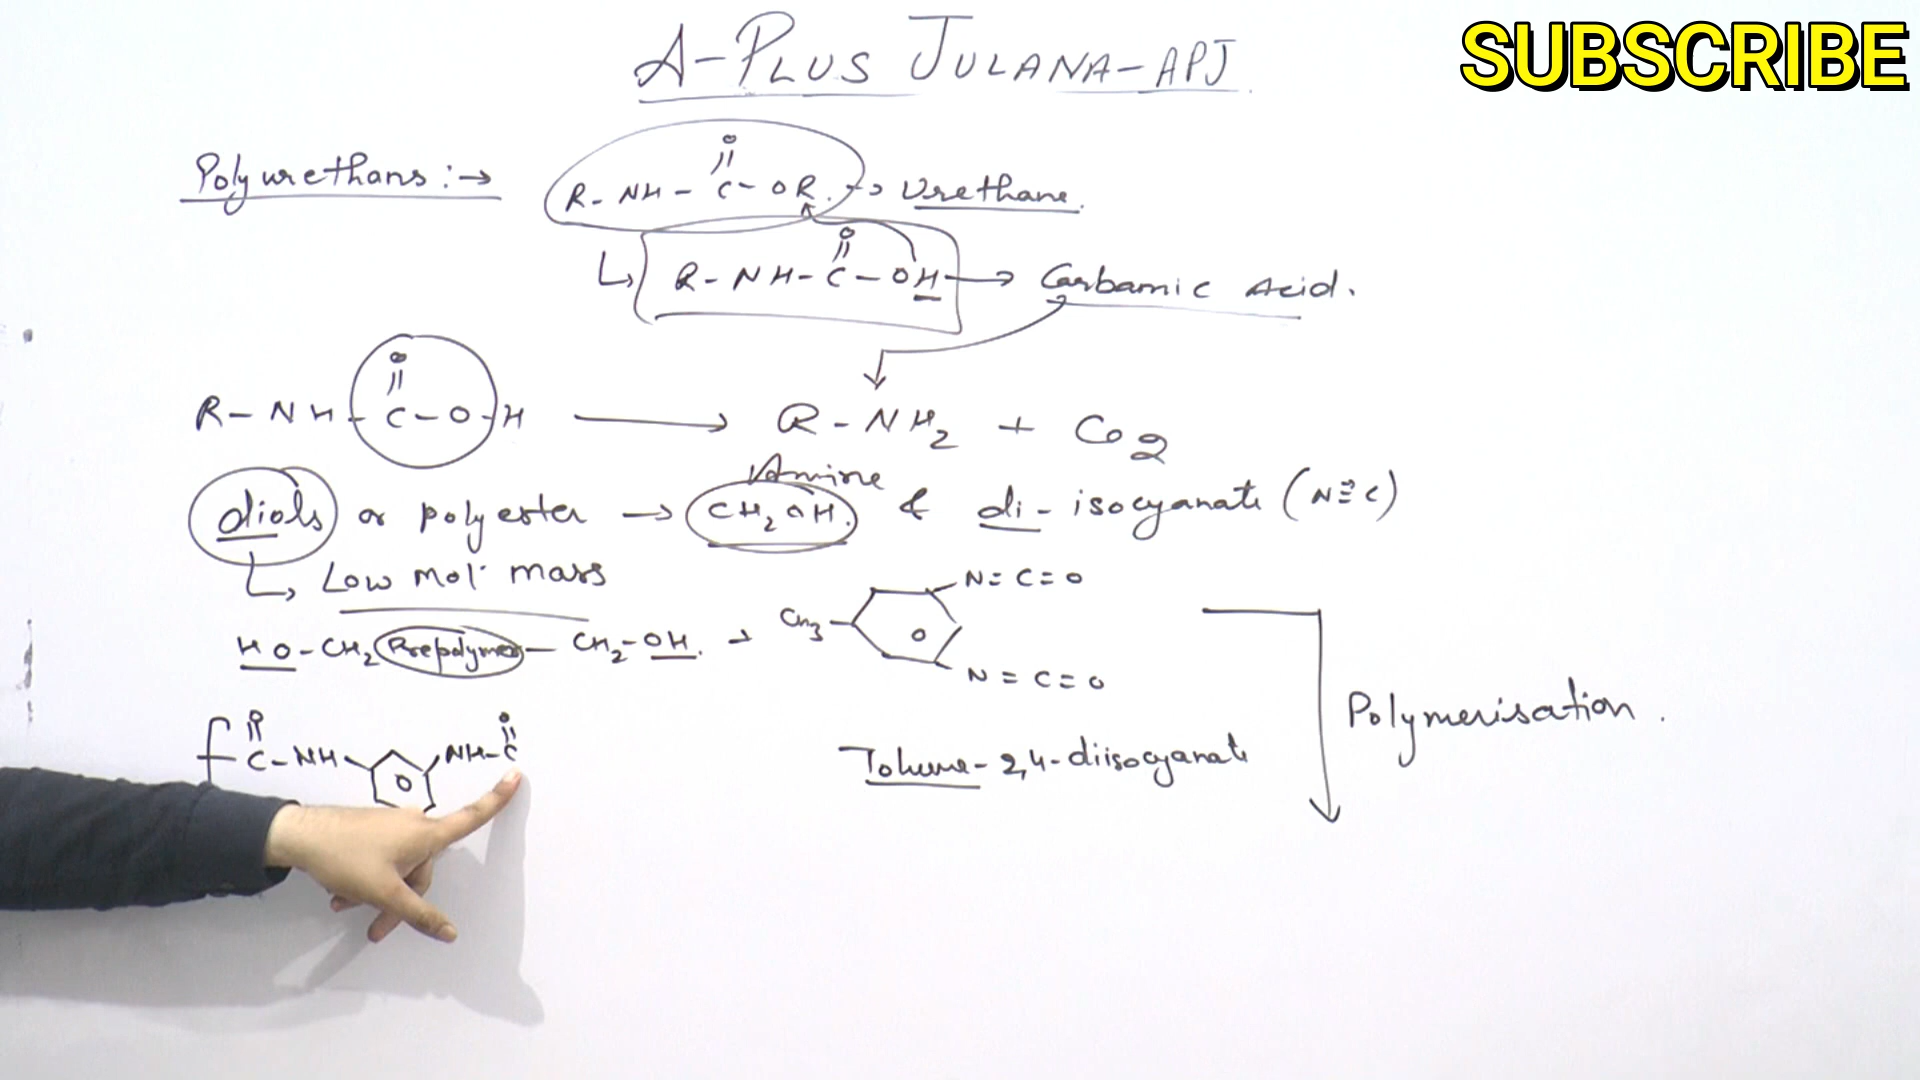 A-PLUS JULANA-APJ
SUBSCRIBE
Polyurethans :→ R-NH-C-OR. → Urethane.
O
R-NH-C-OH → Carbamic Acid.
O
R-NH-C-O-H → R-NH2 + CO2
O
Amine
diols or polyester → CH2OH. & di-isocyanate (N≡C)
↳ Low mol. mass
HO-CH2 Prepolymer - CH2-OH. +
CH3
N=C=O
N=C=O
Toluene-2,4-diisocyanate
Polymerisation.
O O
C-NH NH-C